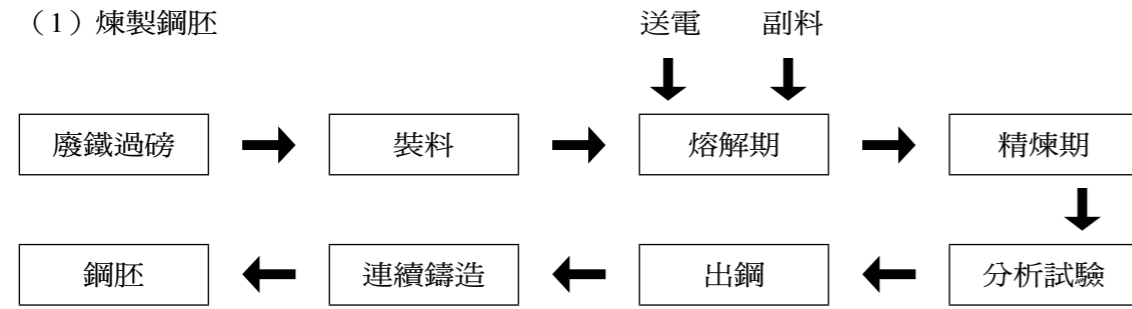 （1）煉製鋼胚
送電 副料
廢鐵過磅 裝料 熔解期 精煉期
鋼胚 連續鑄造 出鋼 分析試驗